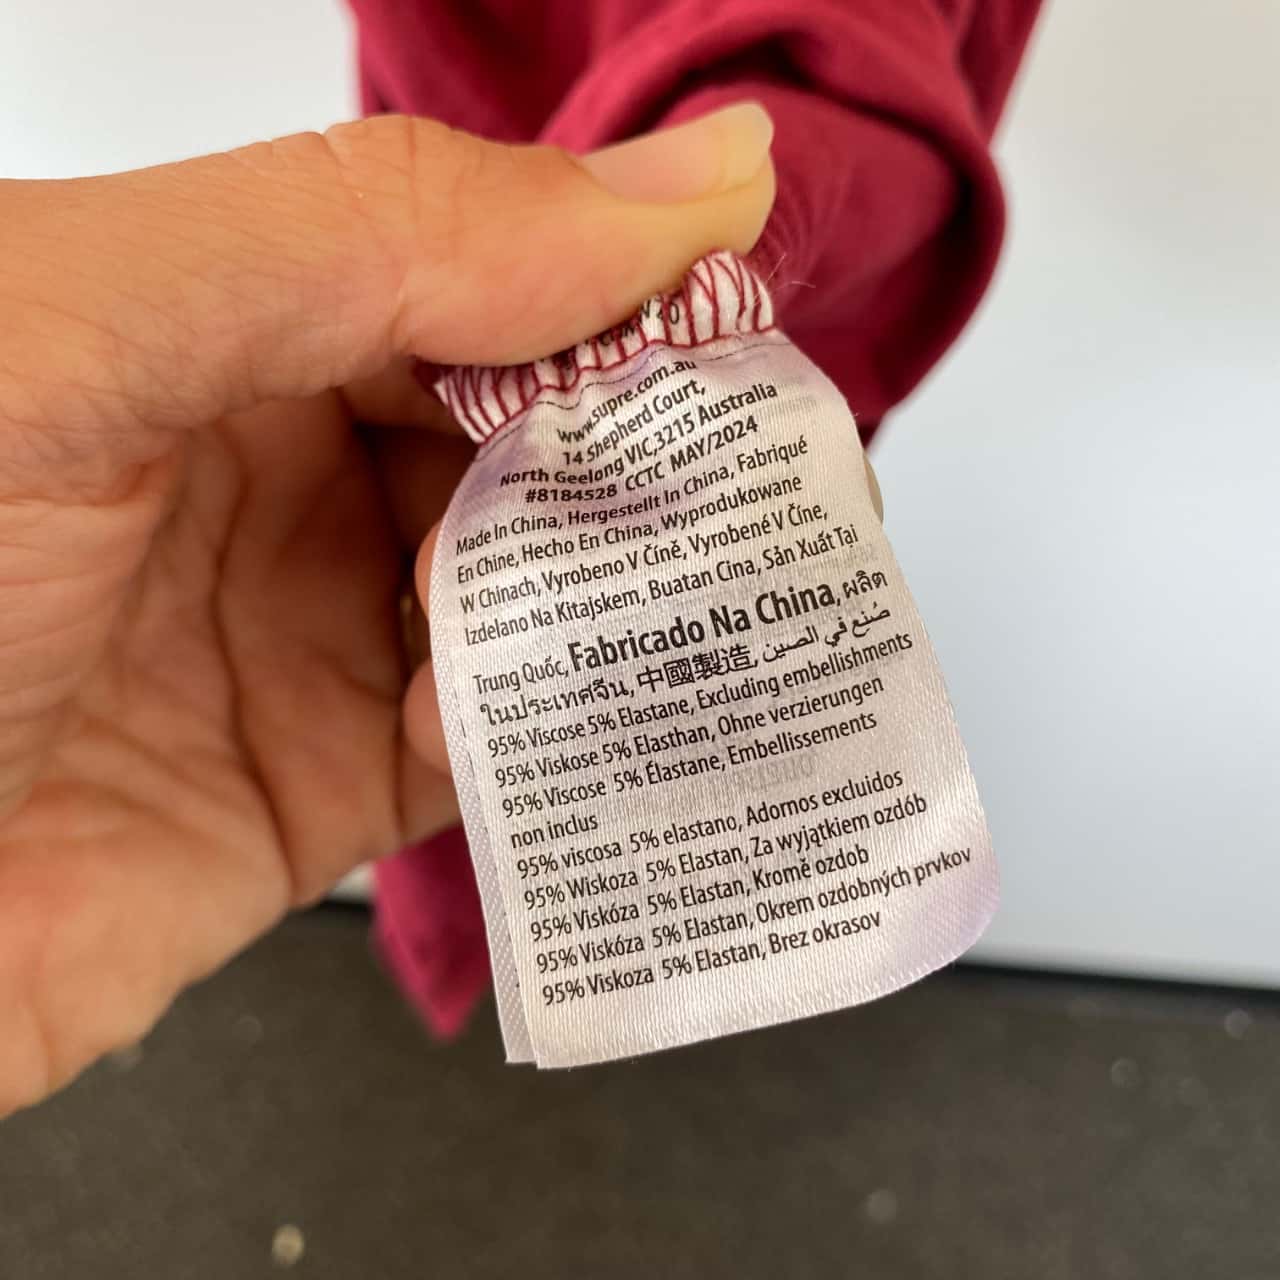 www.supre.com.au
14 Shepherd Court,
North Geelong VIC,3215 Australia
#8184528 CCTC MAY/2024
Made In China, Hergestellt In China, Fabriqué
En Chine, Hecho En China, Wyprodukowane
W Chinach, Vyrobeno V Číně, Vyrobené V Číne,
Izdelano Na Kitajskem, Buatan Cina, Sản Xuất Tại
Trung Quốc, Fabricado Na China, ผลิต
ในประเทศจีน, 中國製造, صُنع في الصين
95% Viscose 5% Elastane, Excluding embellishments
95% Viskose 5% Elasthan, Ohne verzierungen
95% Viscose 5% Élastane, Embellissements
non inclus
95% viscosa 5% elastano, Adornos excluidos
95% Wiskoza 5% Elastan, Za wyjątkiem ozdób
95% Viskóza 5% Elastan, Kromě ozdob
95% Viskóza 5% Elastan, Okrem ozdobných prvkov
95% Viskoza 5% Elastan, Brez okrasov